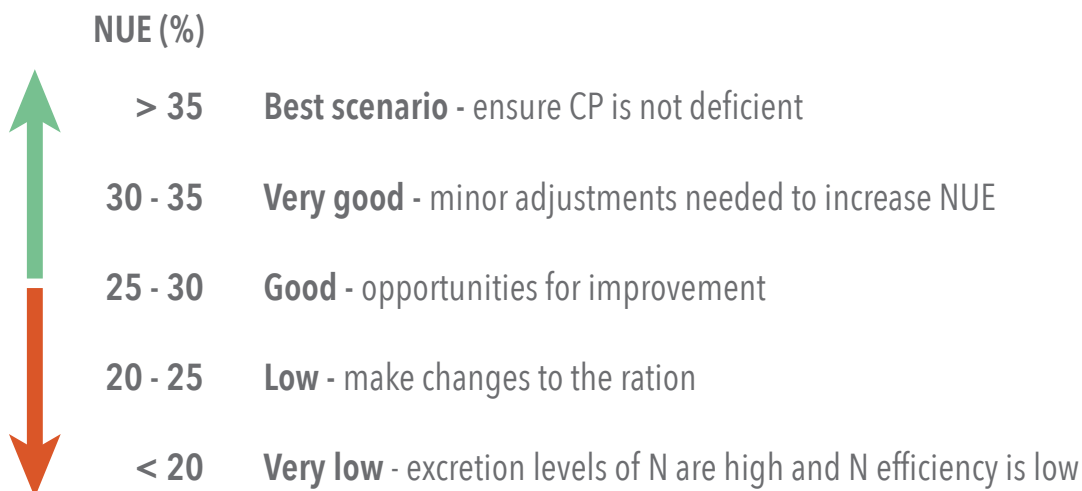 NUE (%)
> 35 Best scenario - ensure CP is not deficient
30 - 35 Very good - minor adjustments needed to increase NUE
25 - 30 Good - opportunities for improvement
20 - 25 Low - make changes to the ration
< 20 Very low - excretion levels of N are high and N efficiency is low